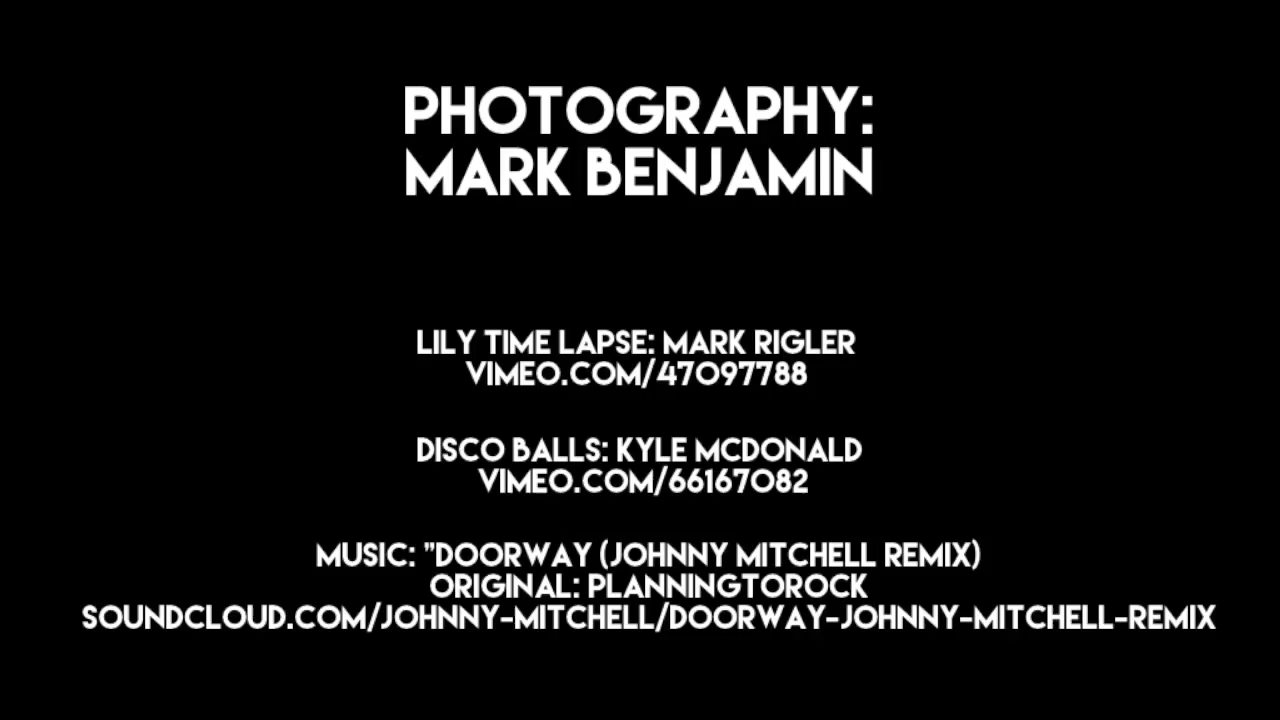 PHOTOGRAPHY:
MARK BENJAMIN
LILY TIME LAPSE: MARK RIGLER
VIMEO.COM/47097788
DISCO BALLS: KYLE MCDONALD
VIMEO.COM/66167082
MUSIC: "DOORWAY (JOHNNY MITCHELL REMIX)
ORIGINAL: PLANNINGTOROCK
SOUNDCLOUD.COM/JOHNNY-MITCHELL/DOORWAY-JOHNNY-MITCHELL-REMIX